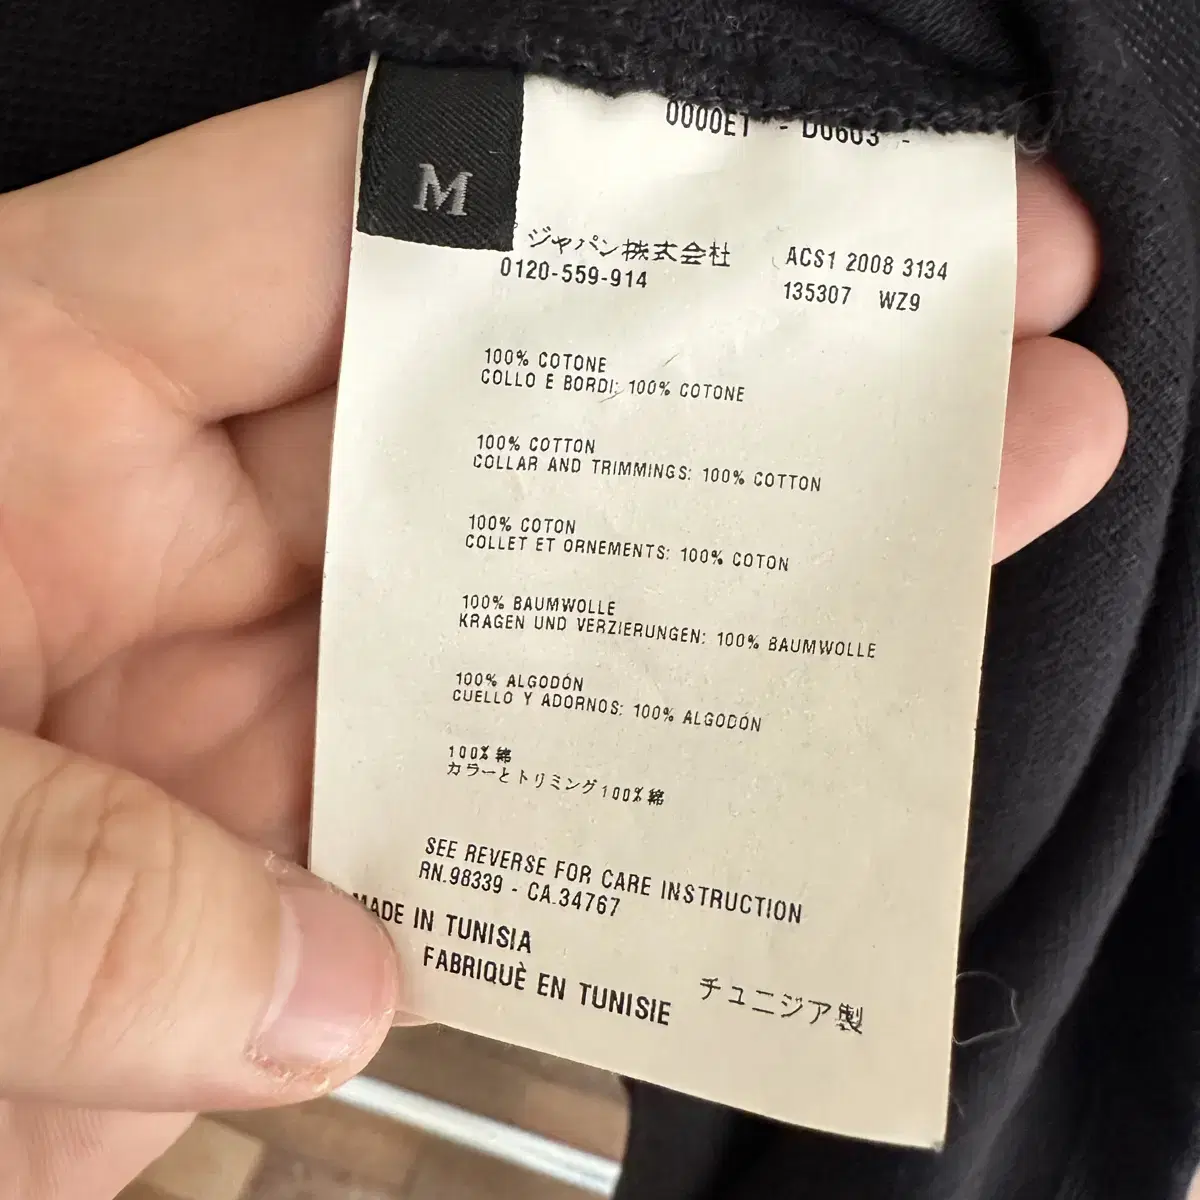 0000ET - D0603 -
M
ジャパン株式会社
0120-559-914
ACS1 2008 3134
135307 WZ9
100% COTONE
COLLO E BORDI: 100% COTONE
100% COTTON
COLLAR AND TRIMMINGS: 100% COTTON
100% COTON
COLLET ET ORNEMENTS: 100% COTON
100% BAUMWOLLE
KRAGEN UND VERZIERUNGEN: 100% BAUMWOLLE
100% ALGODÓN
CUELLO Y ADORNOS: 100% ALGODÓN
100%綿
カラーとトリミング100%綿
SEE REVERSE FOR CARE INSTRUCTION
RN.98339 - CA.34767
MADE IN TUNISIA
FABRIQUÈ EN TUNISIE
チュニジア製